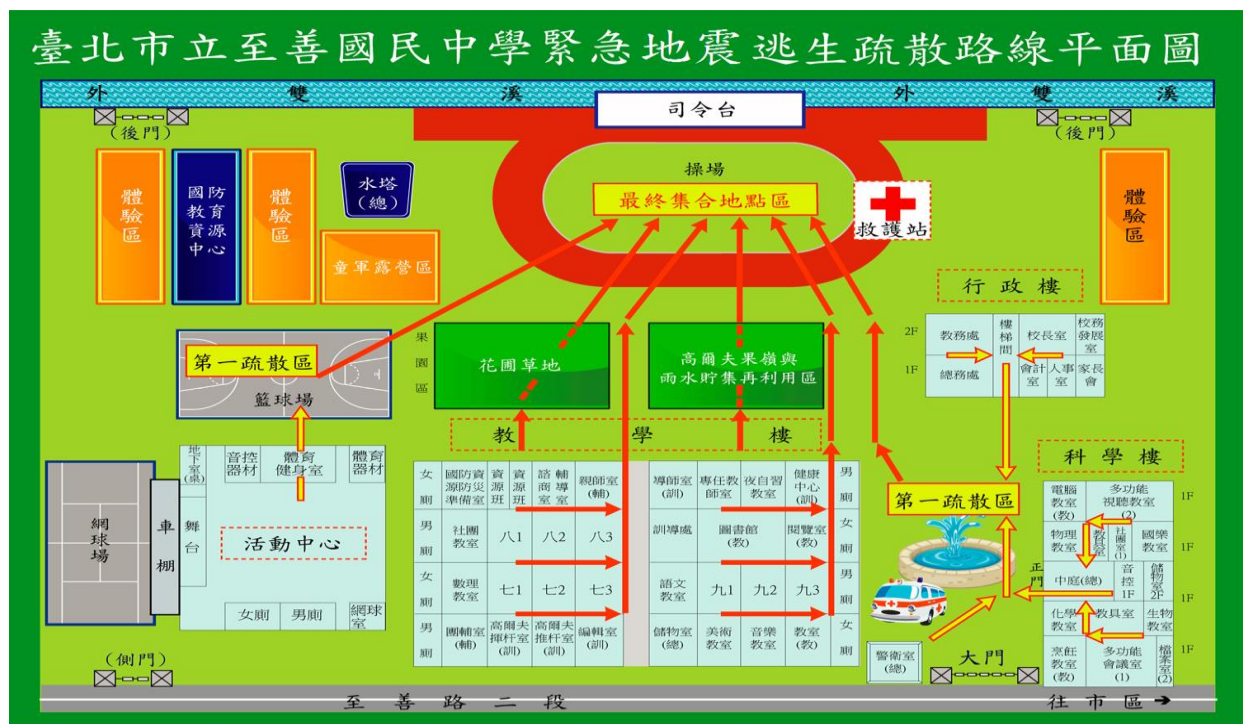 臺北市立至善國民中學緊急地震逃生疏散路線平面圖
外 雙 溪
外 雙 溪
司令台
(後門)
(後門)
體驗區
國防教育資源中心
體驗區
水塔
(總)
童軍露營區
操場
最終集合地點區
救護站
體驗區
行政樓
2F
教務處
樓梯間
校長室
校務發展室
1F
總務處
會計室
人事室
家長會
第一疏散區
籃球場
果園區
花圃草地
高爾夫果嶺與
雨水貯集再利用區
教 學 樓
網球場
車棚
地下室(桌)
音控器材
體育健身室
體育器材
舞台
活動中心
女廁
男廁
網球室
女廁
國防資源防災準備室
資源班
資源班
諮商室
輔導室
親師室
(輔)
男廁
社團教室
八1
八2
八3
女廁
數理教室
七1
七2
七3
男廁
團輔室
(輔)
高爾夫揮杆室
(訓)
高爾夫推杆室
(訓)
編輯室
(訓)
導師室
(訓)
專任教師室
夜自習教室
健康中心
(訓)
男廁
訓導處
圖書館
(教)
閱覽室
(教)
女廁
語文教室
九1
九2
九3
男廁
儲物室
(總)
美術教室
音樂教室
教室
(教)
女廁
第一疏散區
正門
警衛室
(總)
大門
科學樓
電腦教室
(教)
多功能視聽教室
(2)
1F
物理教室
教具室
社團室
(1)
國樂教室
1F
中庭(總)
音控
1F
儲物室
2F
1F
化學教室
教具室
生物教室
烹飪教室
(教)
多功能會議室
(1)
檔案室
(2)
1F
(側門)
至善路二段
往市區